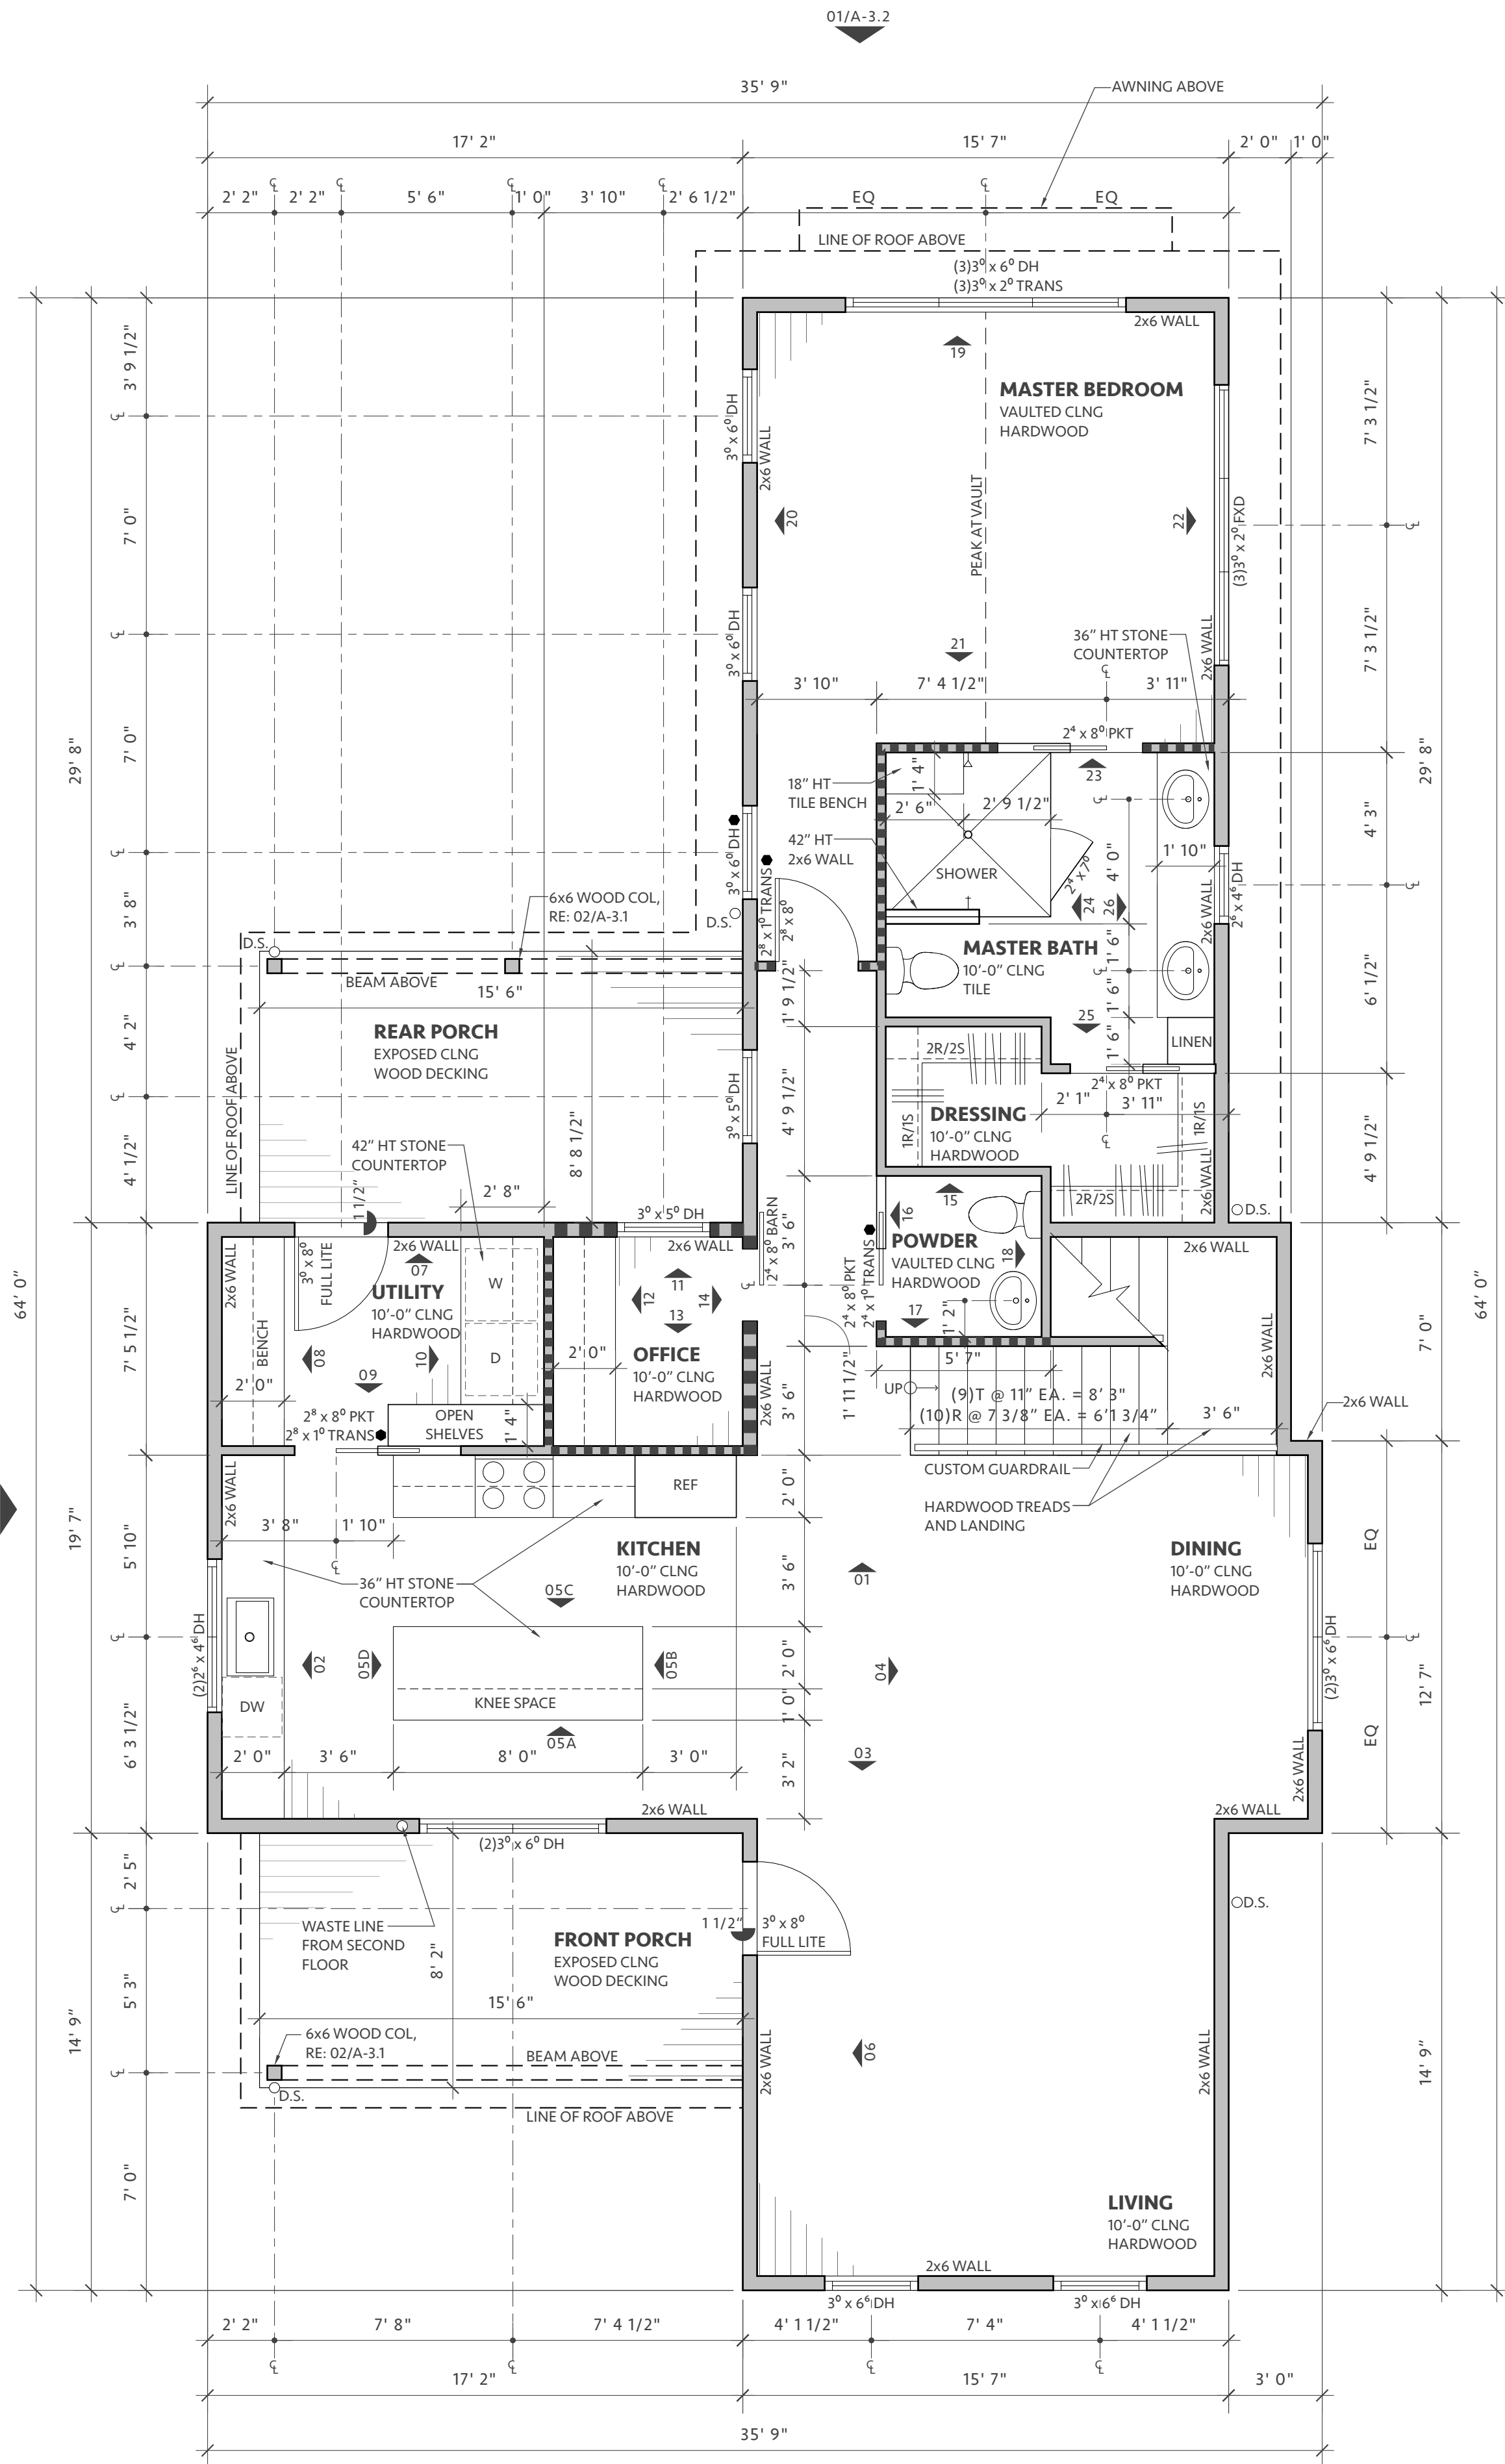 01/A-3.2
AWNING ABOVE
35' 9"
17' 2"
15' 7"
2' 0"
1' 0"
2' 2"
2' 2"
5' 6"
1' 0"
3' 10"
2' 6 1/2"
EQ
EQ
LINE OF ROOF ABOVE
(3)3⁰ x 6⁰ DH
(3)3⁰ x 2⁰ TRANS
2x6 WALL
19
MASTER BEDROOM
VAULTED CLNG
HARDWOOD
3' 9 1/2"
7' 0"
7' 0"
3' 8"
4' 2"
4' 1/2"
29' 8"
64' 0"
3⁰ x 6⁰ DH
2x6 WALL
20
PEAK AT VAULT
22
(3)3⁰ x 2⁰ FXD
7' 3 1/2"
7' 3 1/2"
4' 3"
6' 1/2"
4' 9 1/2"
29' 8"
64' 0"
3⁰ x 6⁰ DH
21
36" HT STONE
COUNTERTOP
2x6 WALL
3' 10"
7' 4 1/2"
3' 11"
2⁴ x 8⁰ PKT
23
18" HT
TILE BENCH
1' 4"
2' 6"
2' 9 1/2"
42" HT
2x6 WALL
SHOWER
2⁴ x 7⁰
4' 0"
1' 10"
24
26
2⁶ x 4⁶ DH
2x6 WALL
3⁰ x 6⁰ DH
2⁸ x 1⁰ TRANS
2⁸ x 8⁰
D.S.
6x6 WOOD COL,
RE: 02/A-3.1
D.S.
BEAM ABOVE
15' 6"
REAR PORCH
EXPOSED CLNG
WOOD DECKING
LINE OF ROOF ABOVE
MASTER BATH
10'-0" CLNG
TILE
1' 6"
1' 6"
1' 6"
25
LINEN
1' 9 1/2"
4' 9 1/2"
3⁰ x 5⁰ DH
8' 8 1/2"
2R/2S
2⁴ x 8⁰ PKT
2' 1"
3' 11"
DRESSING
10'-0" CLNG
HARDWOOD
1R/1S
1R/1S
2R/2S
2x6 WALL
D.S.
42" HT STONE
COUNTERTOP
1 1/2"
2' 8"
3⁰ x 5⁰ DH
2x6 WALL
2x6 WALL
2x6 WALL
3⁰ x 8⁰
FULL LITE
07
UTILITY
10'-0" CLNG
HARDWOOD
W
D
BENCH
08
09
10
2' 0"
11
12
13
14
OFFICE
10'-0" CLNG
HARDWOOD
2' 0"
2⁴ x 8⁰ BARN
3' 6"
15
16
POWDER
VAULTED CLNG
HARDWOOD
18
17
1' 2"
2⁴ x 8⁰ PKT
2⁴ x 1⁰ TRANS
2x6 WALL
2x6 WALL
7' 0"
7' 5 1/2"
2⁸ x 8⁰ PKT
2⁸ x 1⁰ TRANS
OPEN
SHELVES
1' 4"
2x6 WALL
3' 6"
1' 11 1/2"
5' 7"
UP
(9)T @ 11" EA. = 8' 3"
(10)R @ 7 3/8" EA. = 6'1 3/4"
3' 6"
2x6 WALL
CUSTOM GUARDRAIL
HARDWOOD TREADS
AND LANDING
2x6 WALL
3' 8"
1' 10"
REF
2' 0"
KITCHEN
10'-0" CLNG
HARDWOOD
36" HT STONE
COUNTERTOP
05C
3' 6"
01
DINING
10'-0" CLNG
HARDWOOD
EQ
EQ
12' 7"
19' 7"
5' 10"
6' 3 1/2"
(2)2⁶ x 4⁶ DH
02
05D
05B
04
2' 0"
1' 0"
(2)3⁰ x 6⁶ DH
DW
KNEE SPACE
05A
03
2' 0"
3' 6"
8' 0"
3' 0"
3' 2"
2x6 WALL
2x6 WALL
2x6 WALL
(2)3⁰ x 6⁰ DH
2' 5"
5' 3"
7' 0"
14' 9"
WASTE LINE
FROM SECOND
FLOOR
8' 2"
1 1/2"
3⁰ x 8⁰
FULL LITE
FRONT PORCH
EXPOSED CLNG
WOOD DECKING
D.S.
15' 6"
6x6 WOOD COL,
RE: 02/A-3.1
BEAM ABOVE
D.S.
LINE OF ROOF ABOVE
2x6 WALL
06
2x6 WALL
14' 9"
LIVING
10'-0" CLNG
HARDWOOD
2x6 WALL
3⁰ x 6⁶ DH
3⁰ x 6⁶ DH
2' 2"
7' 8"
7' 4 1/2"
4' 1 1/2"
7' 4"
4' 1 1/2"
17' 2"
15' 7"
3' 0"
35' 9"